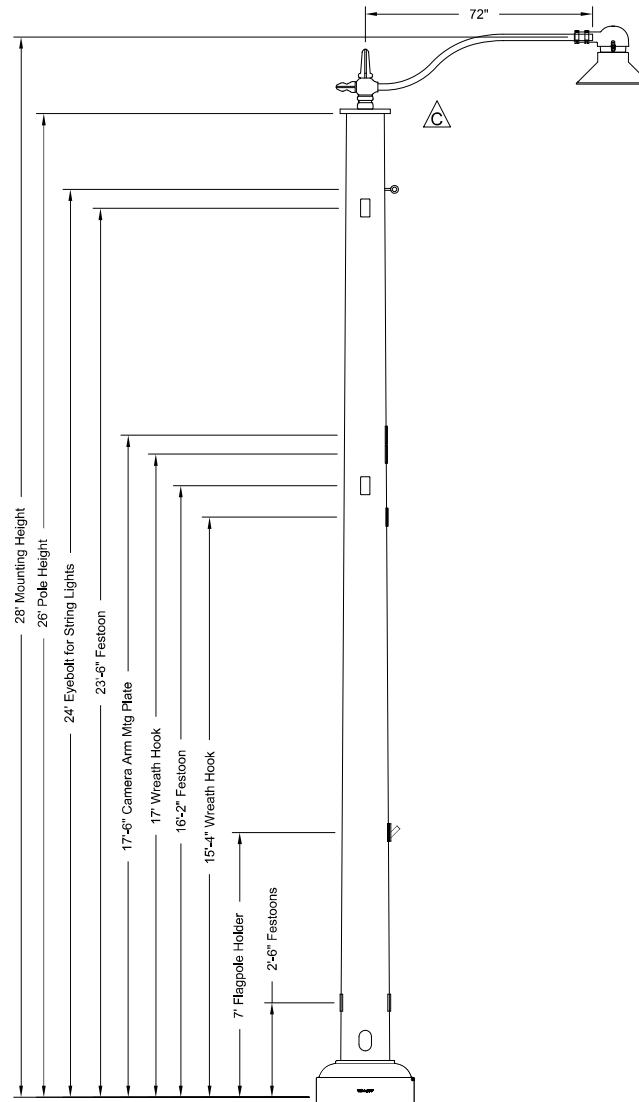 72"
C
28' Mounting Height
26' Pole Height
24' Eyebolt for String Lights
23'-6" Festoon
17'-6" Camera Arm Mtg Plate
17' Wreath Hook
16'-2" Festoon
15'-4" Wreath Hook
7' Flagpole Holder
2'-6" Festoons